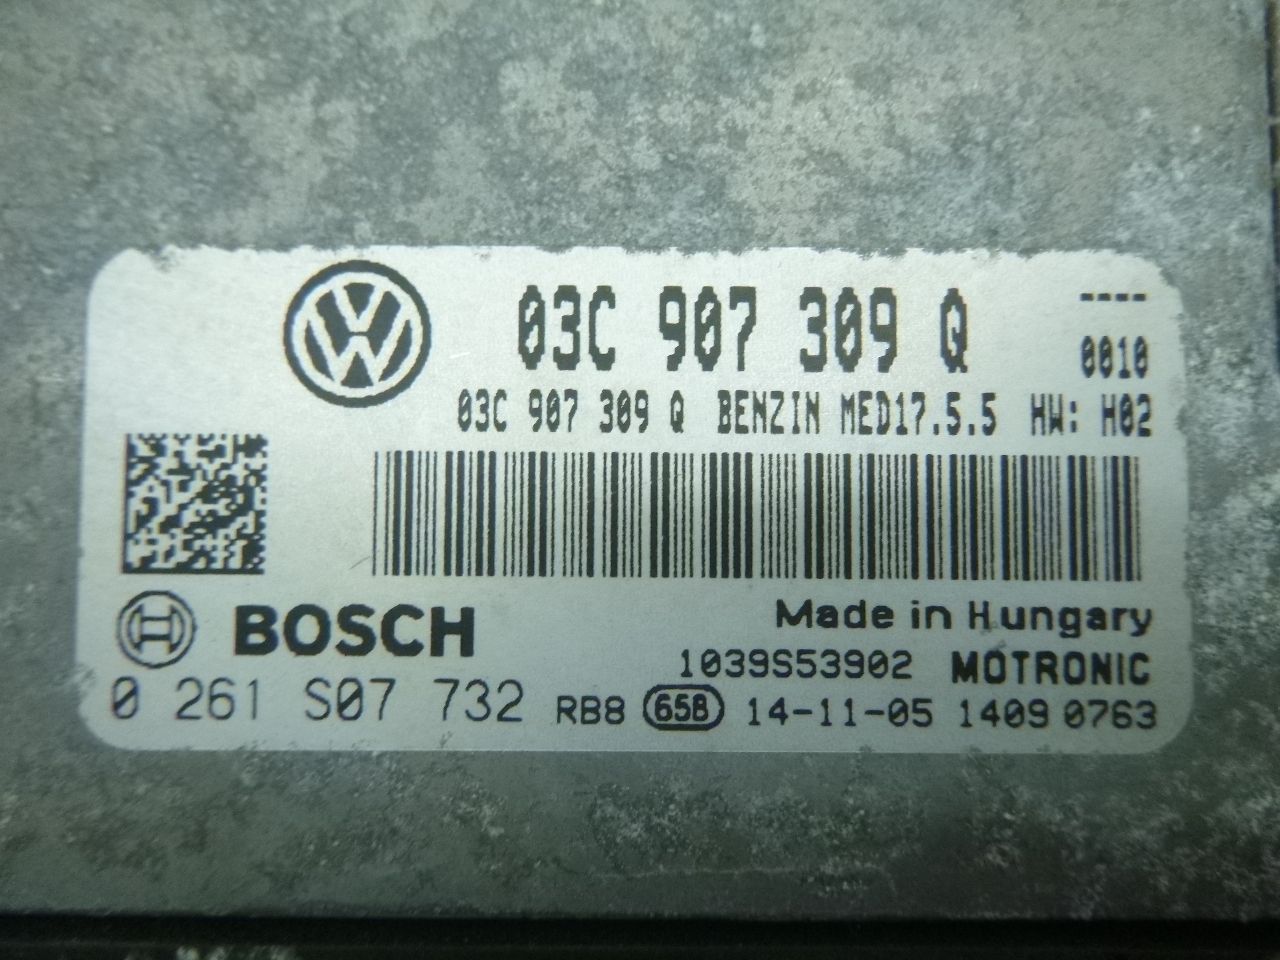 03C 907 309 Q ----
0010
03C 907 309 Q BENZIN MED17.5.5 HW: H02
BOSCH
Made in Hungary
1039S53902 MOTRONIC
0 261 S07 732 RB8 65B 14-11-05 1409 0763